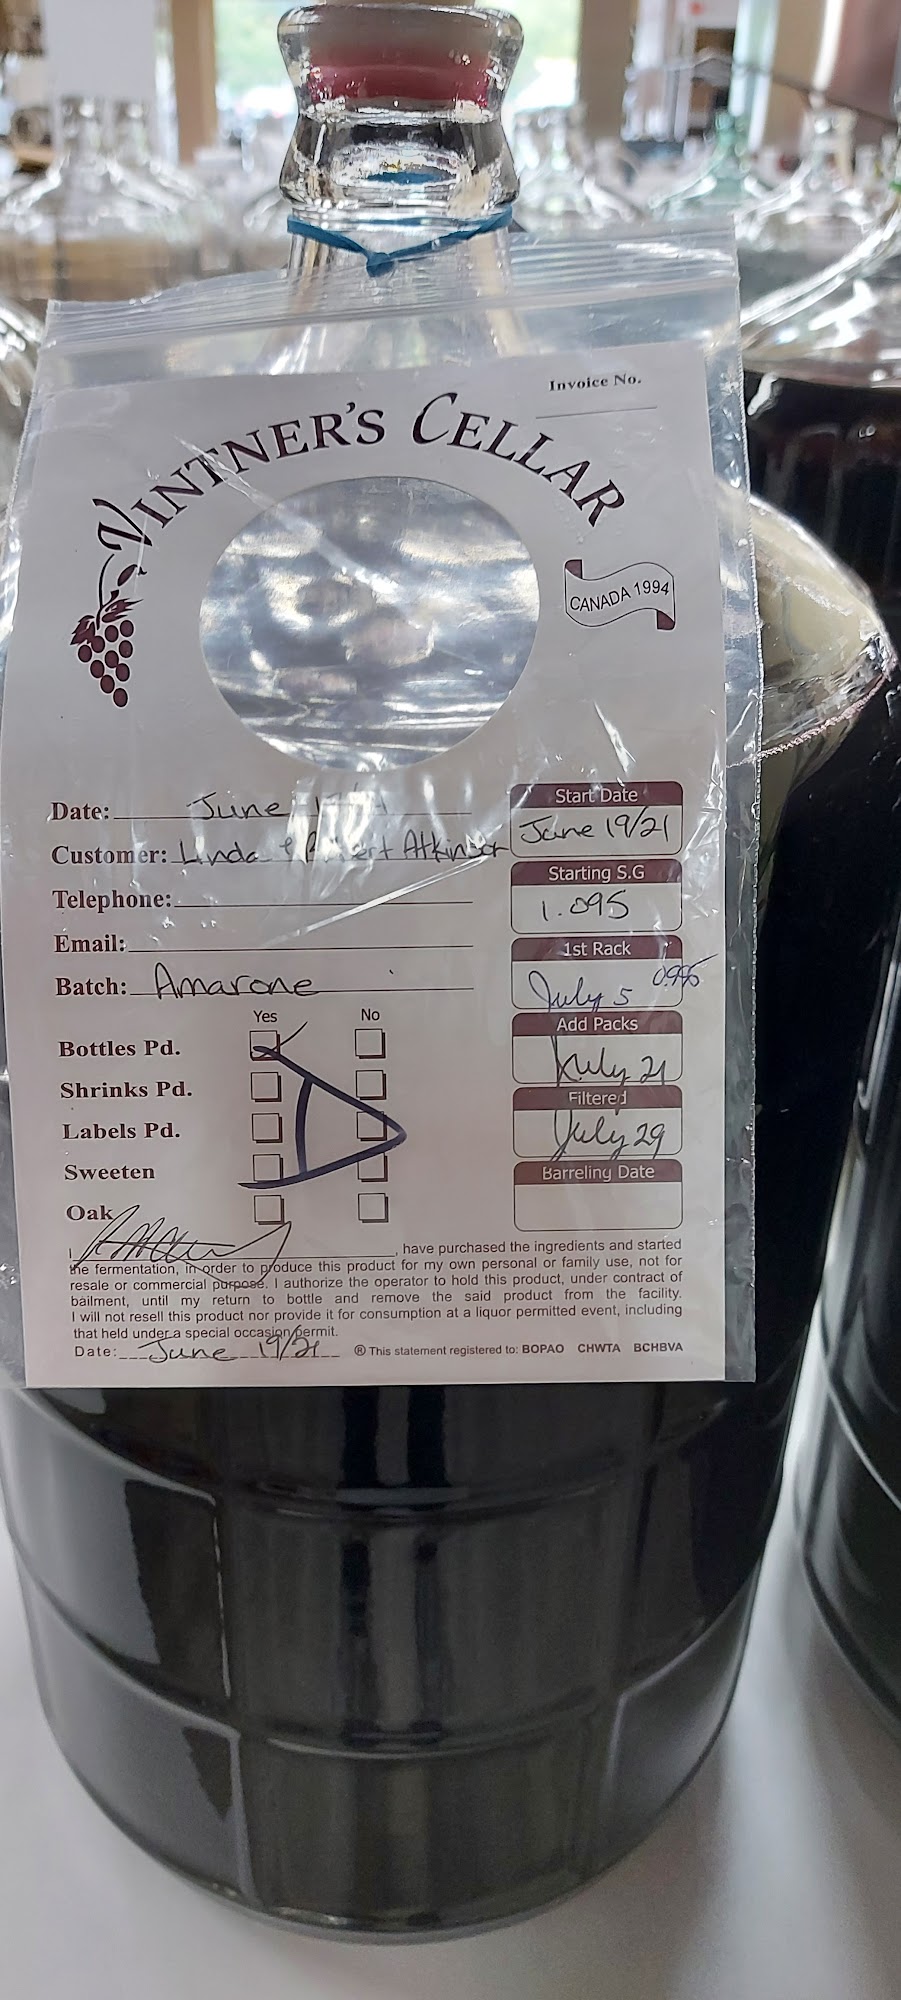 Invoice No.
VINTNER'S CELLAR
CANADA 1994
Date: June
Customer: Linda & Atkinson
Telephone:
Email:
Batch: Amarone
Start Date
June 19/21
Starting S.G
1.095
1st Rack
July 5 0.995
Add Packs
July 21
Filtered
July 29
Barreling Date
Yes No
Bottles Pd.
Shrinks Pd.
Labels Pd.
Sweeten
Oak
I , have purchased the ingredients and started
the fermentation, in order to produce this product for my own personal or family use, not for
resale or commercial purpose. I authorize the operator to hold this product, under contract of
bailment, until my return to bottle and remove the said product from the facility.
I will not resell this product nor provide it for consumption at a liquor permitted event, including
that held under a special occasion permit.
Date: June 19/21 ® This statement registered to: BOPAO CHWTA BCHBVA